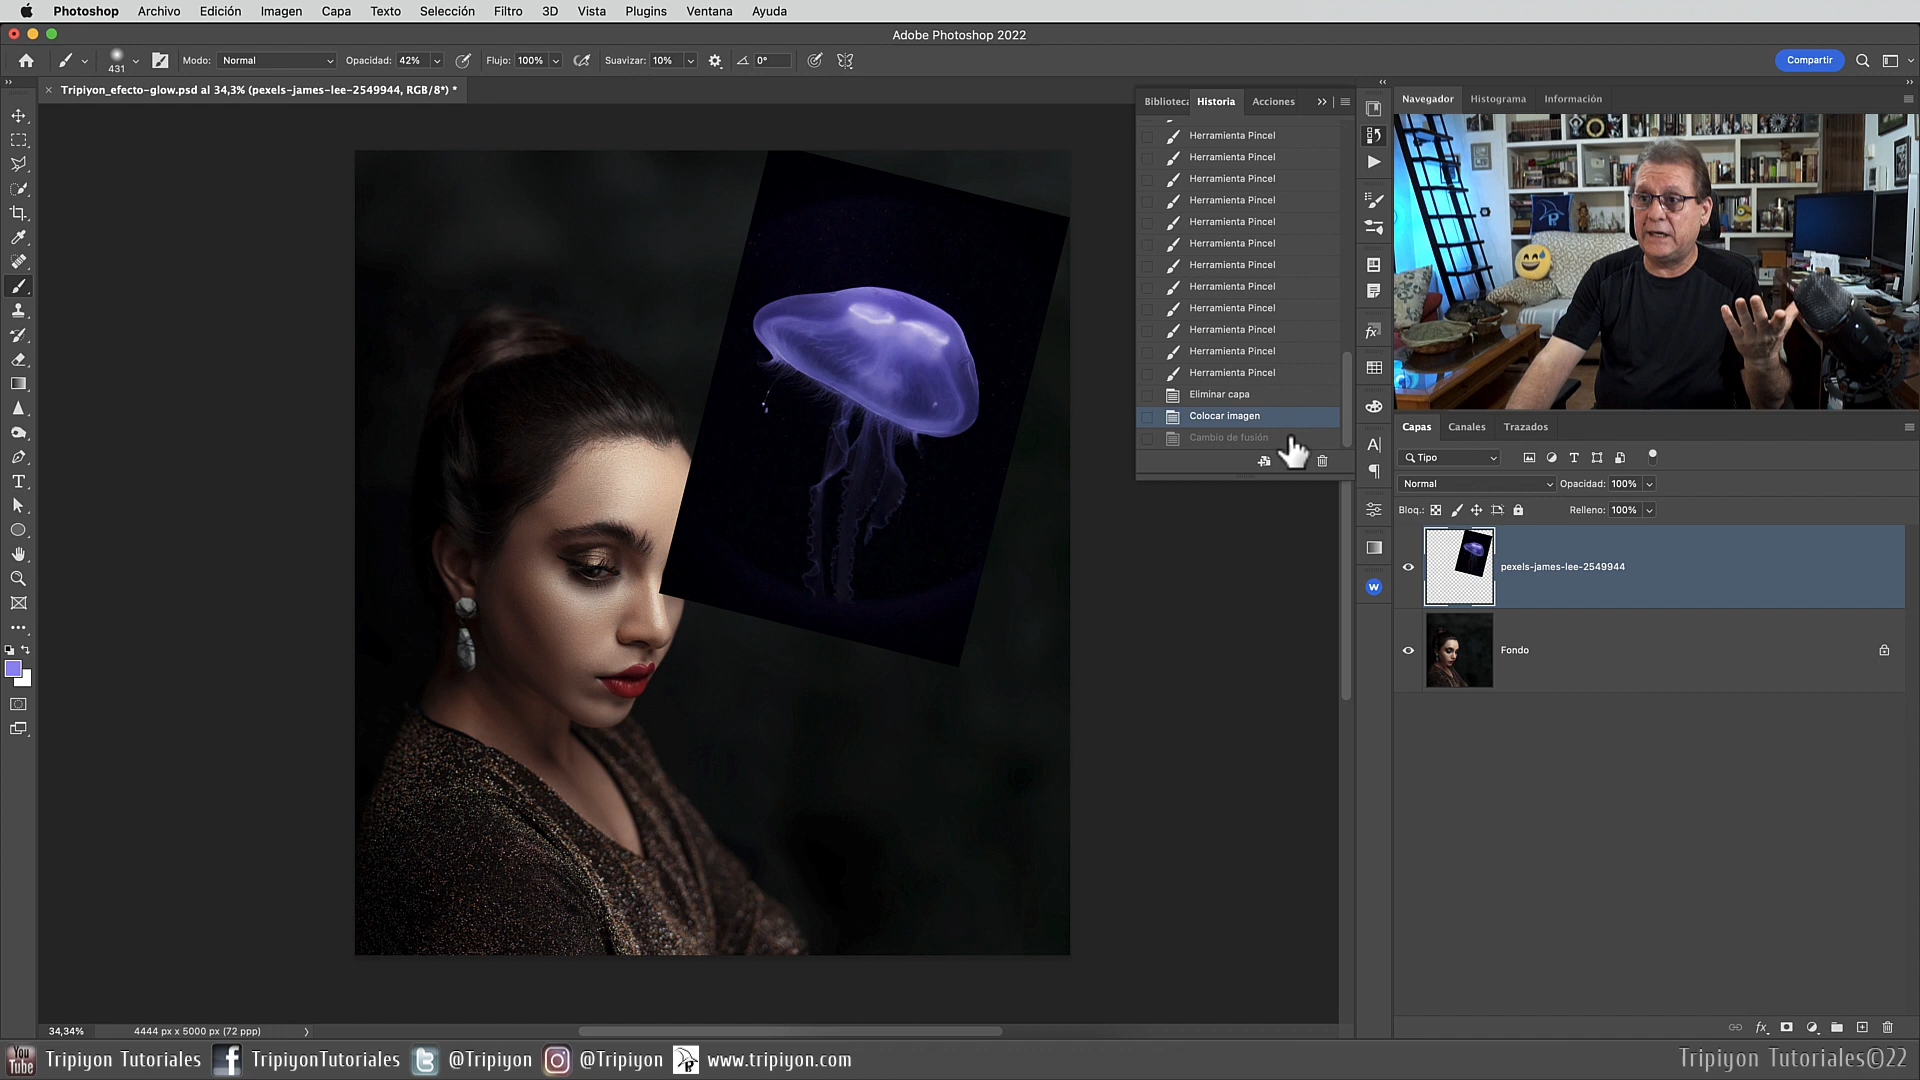 Photoshop Archivo Edición Imagen Capa Texto Selección Filtro 3D Vista Plugins Ventana Ayuda
Adobe Photoshop 2022
431 Modo: Normal Opacidad: 42% Flujo: 100% Suavizar: 10% 0° Compartir
Tripiyon_efecto-glow.psd al 34,3% (pexels-james-lee-2549944, RGB/8*) *
Biblioteca Historia Acciones
Herramienta Pincel
Herramienta Pincel
Herramienta Pincel
Herramienta Pincel
Herramienta Pincel
Herramienta Pincel
Herramienta Pincel
Herramienta Pincel
Herramienta Pincel
Herramienta Pincel
Herramienta Pincel
Herramienta Pincel
Eliminar capa
Colocar imagen
Cambio de fusión
Navegador Histograma Información
Capas Canales Trazados
Tipo
Normal Opacidad: 100%
Bloq.: Relleno: 100%
pexels-james-lee-2549944
Fondo
34,34% 4444 px x 5000 px (72 ppp)
You Tube Tripiyon Tutoriales TripiyonTutoriales @Tripiyon @Tripiyon www.tripiyon.com Tripiyon Tutoriales©22